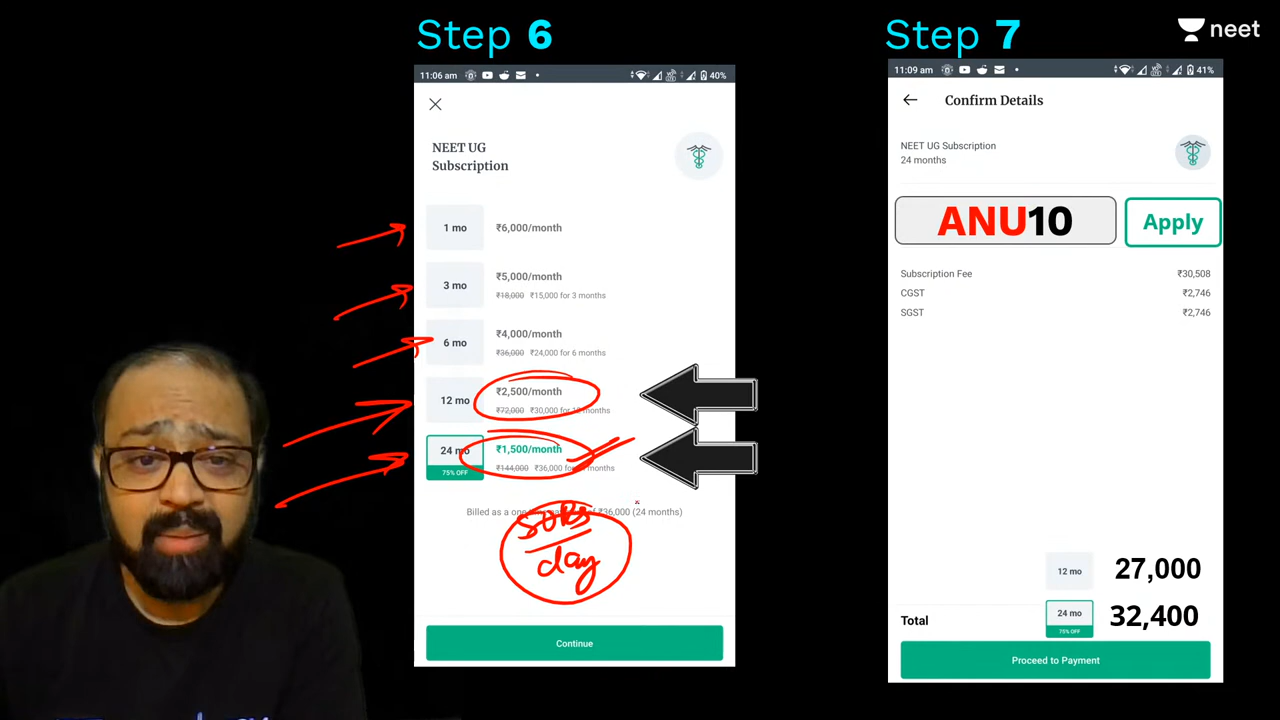 Step 6
11:06 am
40%
NEET UG
Subscription
1 mo
₹6,000/month
3 mo
₹5,000/month
₹18,000 ₹15,000 for 3 months
6 mo
₹4,000/month
₹36,000 ₹24,000 for 6 months
12 mo
₹2,500/month
₹72,000 ₹30,000 for months
24 mo
75% OFF
₹1,500/month
₹144,000 ₹36,000 for months
Billed as a one of ₹36,000 (24 months)
50Rs
day
Continue
Step 7
neet
11:09 am
41%
Confirm Details
NEET UG Subscription
24 months
ANU10
Apply
Subscription Fee ₹30,508
CGST ₹2,746
SGST ₹2,746
12 mo 27,000
Total
24 mo 32,400
75% OFF
Proceed to Payment